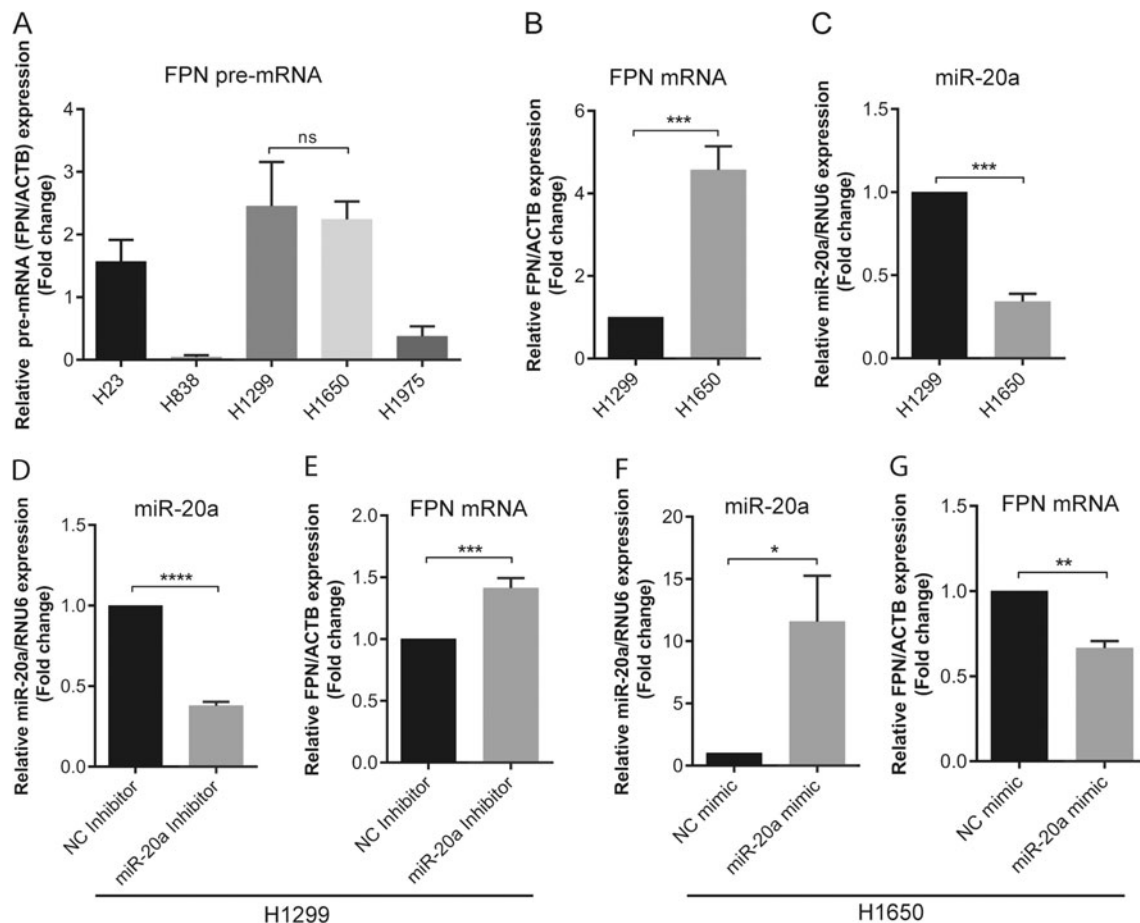 A
FPN pre-mRNA
Relative pre-mRNA (FPN/ACTB) expression
(Fold change)
4
3
2
1
0
ns
H23
H838
H1299
H1650
H1975
B
FPN mRNA
Relative FPN/ACTB expression
(Fold change)
6
4
2
0
***
H1299
H1650
C
miR-20a
Relative miR-20a/RNU6 expression
(Fold change)
1.5
1.0
0.5
0.0
***
H1299
H1650
D
miR-20a
Relative miR-20a/RNU6 expression
(Fold change)
1.5
1.0
0.5
0.0
****
NC Inhibitor
miR-20a Inhibitor
E
FPN mRNA
Relative FPN/ACTB expression
(Fold change)
2.0
1.5
1.0
0.5
0.0
***
NC Inhibitor
miR-20a Inhibitor
H1299
F
miR-20a
Relative miR-20a/RNU6 expression
(Fold change)
20
15
10
5
0
*
NC mimic
miR-20a mimic
G
FPN mRNA
Relative FPN/ACTB expression
(Fold change)
1.5
1.0
0.5
0.0
**
NC mimic
miR-20a mimic
H1650